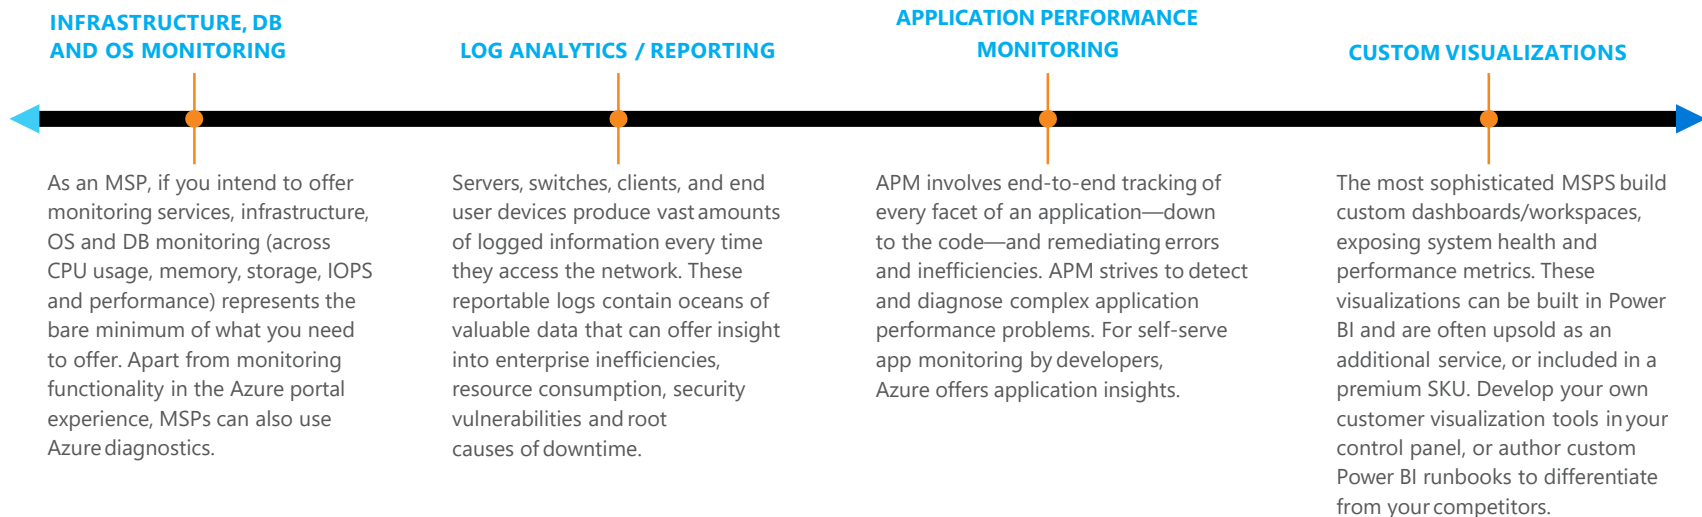 INFRASTRUCTURE, DB
AND OS MONITORING
As an MSP, if you intend to offer
monitoring services, infrastructure,
OS and DB monitoring (across
CPU usage, memory, storage, IOPS
and performance) represents the
bare minimum of what you need
to offer. Apart from monitoring
functionality in the Azure portal
experience, MSPs can also use
Azure diagnostics.
LOG ANALYTICS / REPORTING
Servers, switches, clients, and end
user devices produce vast amounts
of logged information every time
they access the network. These
reportable logs contain oceans of
valuable data that can offer insight
into enterprise inefficiencies,
resource consumption, security
vulnerabilities and root
causes of downtime.
APPLICATION PERFORMANCE
MONITORING
APM involves end-to-end tracking of
every facet of an application—down
to the code—and remediating errors
and inefficiencies. APM strives to detect
and diagnose complex application
performance problems. For self-serve
app monitoring by developers,
Azure offers application insights.
CUSTOM VISUALIZATIONS
The most sophisticated MSPS build
custom dashboards/workspaces,
exposing system health and
performance metrics. These
visualizations can be built in Power
BI and are often upsold as an
additional service, or included in a
premium SKU. Develop your own
customer visualization tools in your
control panel, or author custom
Power BI runbooks to differentiate
from your competitors.